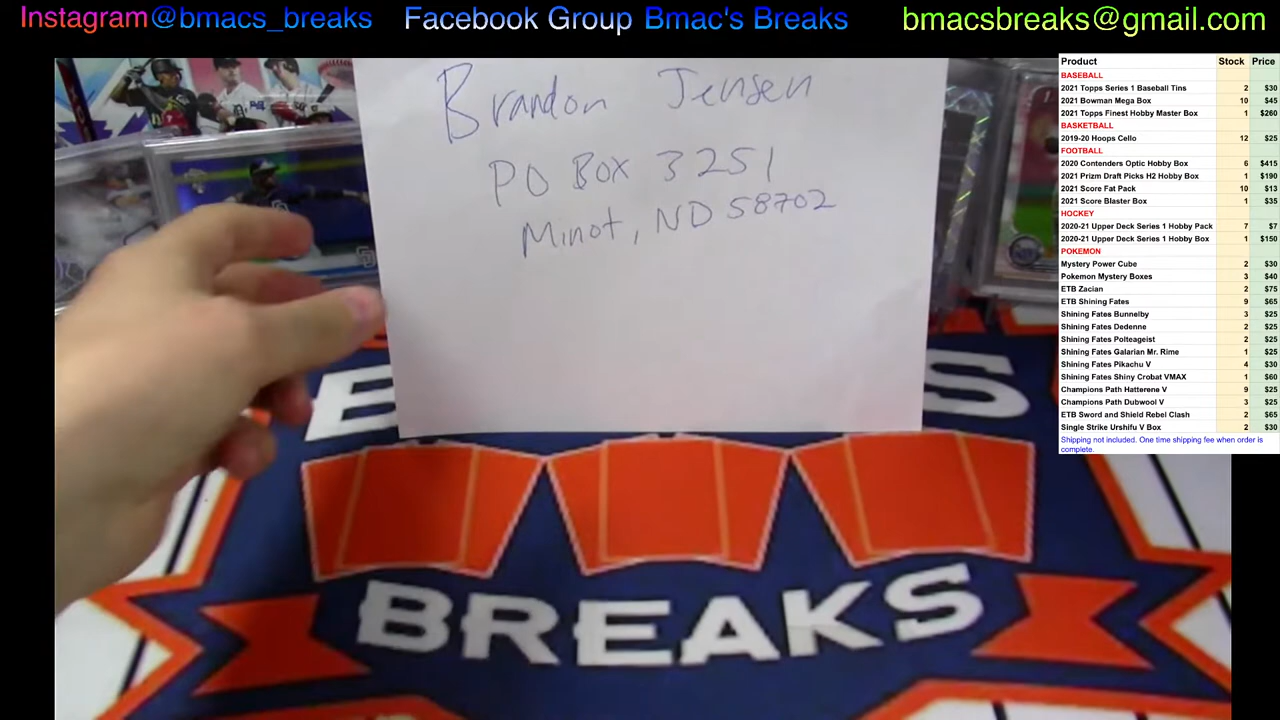 Instagram@bmacs_breaks Facebook Group Bmac's Breaks bmacsbreaks@gmail.com
Brandon Jensen
PO Box 3251
Minot, ND 58702
BREAKS
Product Stock Price
BASEBALL
2021 Topps Series 1 Baseball Tins 2 $30
2021 Bowman Mega Box 10 $45
2021 Topps Finest Hobby Master Box 1 $260
BASKETBALL
2019-20 Hoops Cello 12 $25
FOOTBALL
2020 Contenders Optic Hobby Box 6 $415
2021 Prizm Draft Picks H2 Hobby Box 1 $190
2021 Score Fat Pack 10 $13
2021 Score Blaster Box 1 $35
HOCKEY
2020-21 Upper Deck Series 1 Hobby Pack 7 $7
2020-21 Upper Deck Series 1 Hobby Box 1 $150
POKEMON
Mystery Power Cube 2 $30
Pokemon Mystery Boxes 3 $40
ETB Zacian 2 $75
ETB Shining Fates 9 $65
Shining Fates Bunnelby 3 $25
Shining Fates Dedenne 2 $25
Shining Fates Polteageist 2 $25
Shining Fates Galarian Mr. Rime 1 $25
Shining Fates Pikachu V 4 $30
Shining Fates Shiny Crobat VMAX 1 $60
Champions Path Hatterene V 9 $25
Champions Path Dubwool V 3 $25
ETB Sword and Shield Rebel Clash 2 $65
Single Strike Urshifu V Box 2 $30
Shipping not included. One time shipping fee when order is
complete.